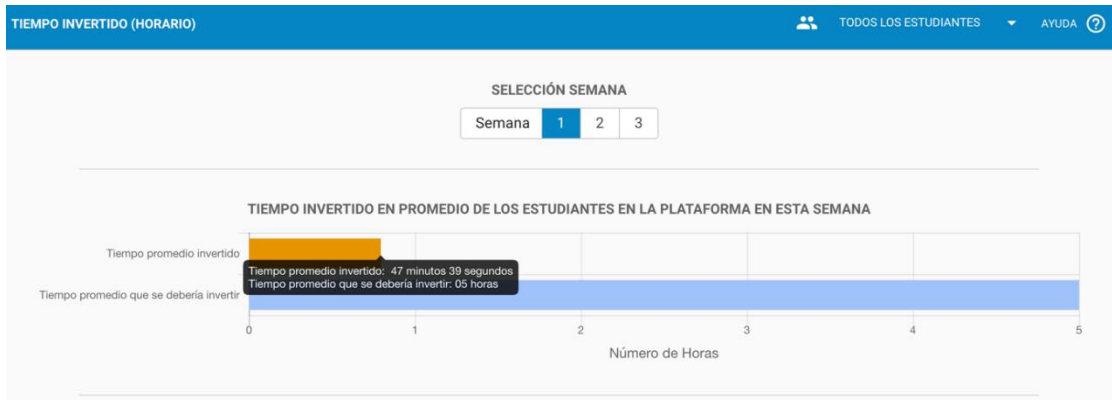 TIEMPO INVERTIDO (HORARIO)
TODOS LOS ESTUDIANTES
AYUDA ?
SELECCIÓN SEMANA
Semana 1 2 3
TIEMPO INVERTIDO EN PROMEDIO DE LOS ESTUDIANTES EN LA PLATAFORMA EN ESTA SEMANA
Tiempo promedio invertido
Tiempo promedio invertido: 47 minutos 39 segundos
Tiempo promedio que se debería invertir: 05 horas
Tiempo promedio que se debería invertir
0 1 2 3 4 5
Número de Horas